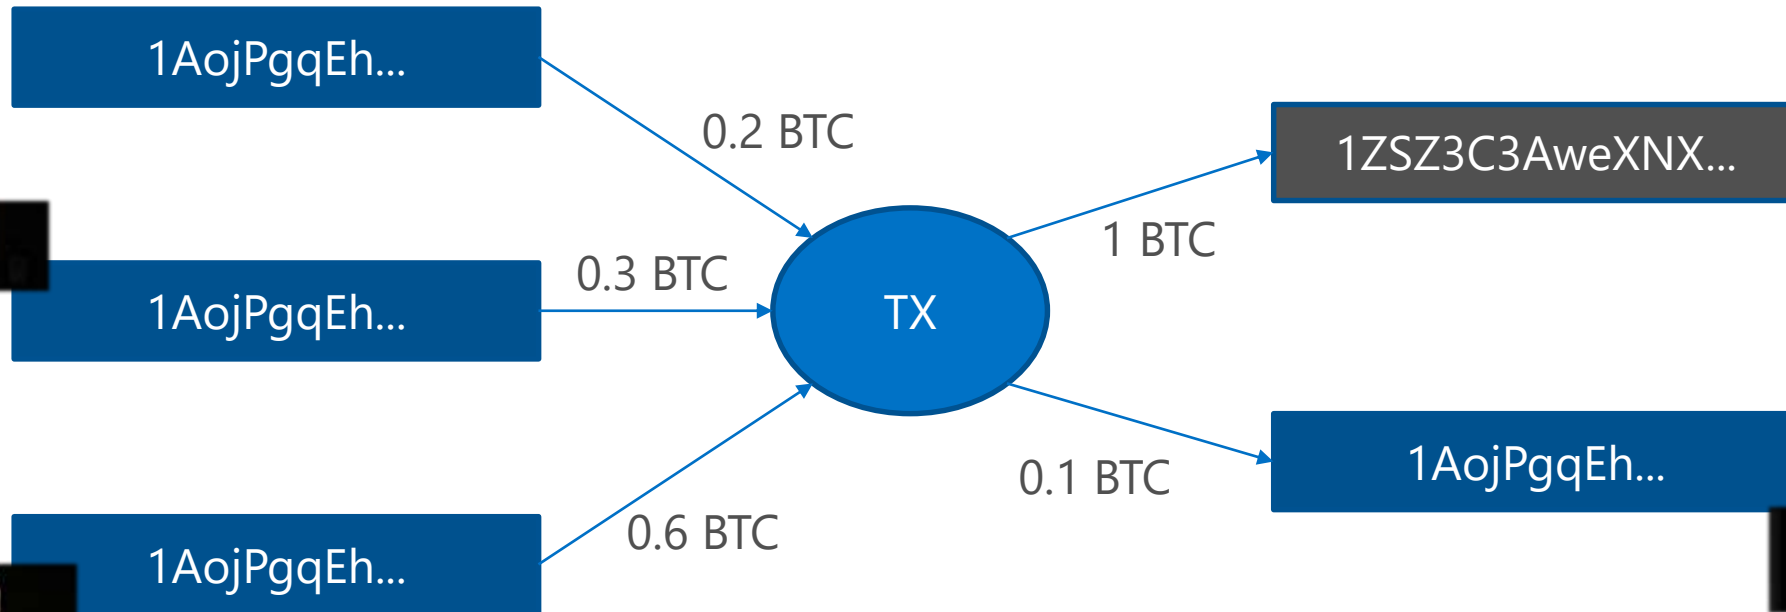 1AojPgqEh...
0.2 BTC
1ZSZ3C3AweXNX...
1 BTC
0.3 BTC
1AojPgqEh...
TX
1AojPgqEh...
0.1 BTC
0.6 BTC
1AojPgqEh...